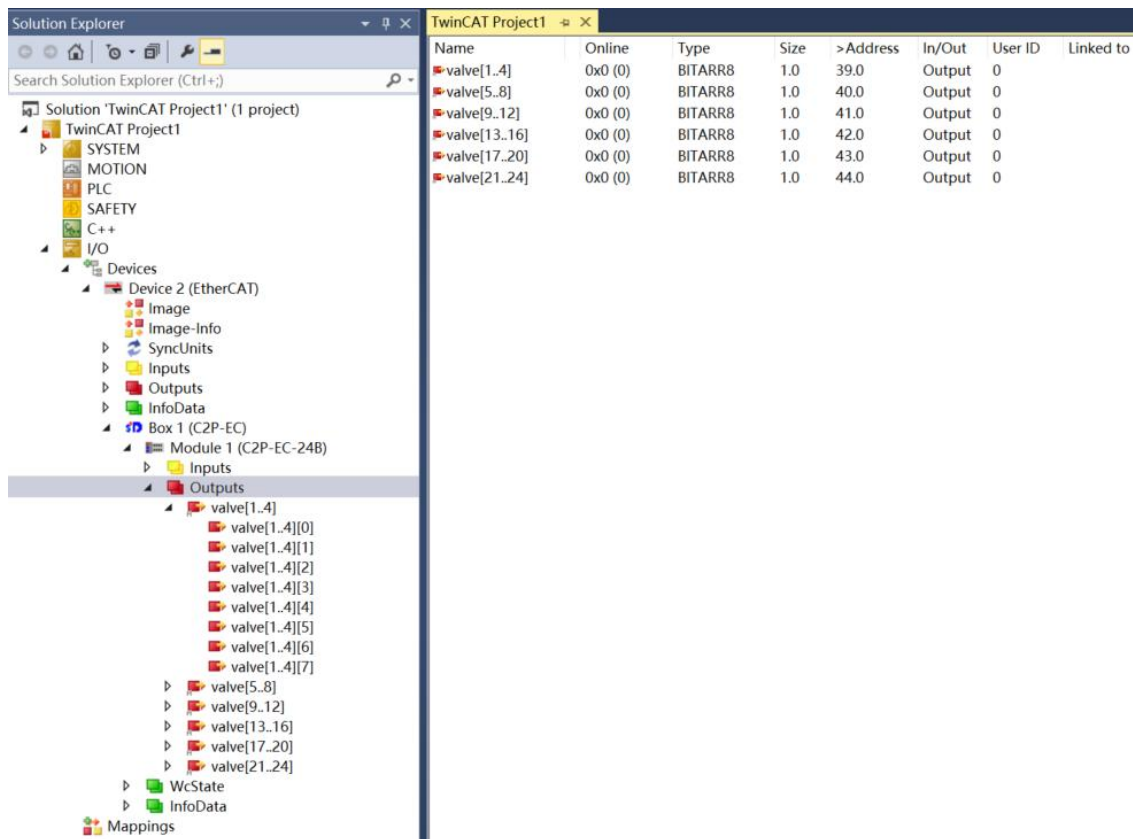 Solution Explorer
Search Solution Explorer (Ctrl+;)
Solution 'TwinCAT Project1' (1 project)
TwinCAT Project1
SYSTEM
MOTION
PLC
SAFETY
C++
I/O
Devices
Device 2 (EtherCAT)
Image
Image-Info
SyncUnits
Inputs
Outputs
InfoData
Box 1 (C2P-EC)
Module 1 (C2P-EC-24B)
Inputs
Outputs
valve[1..4]
valve[1..4][0]
valve[1..4][1]
valve[1..4][2]
valve[1..4][3]
valve[1..4][4]
valve[1..4][5]
valve[1..4][6]
valve[1..4][7]
valve[5..8]
valve[9..12]
valve[13..16]
valve[17..20]
valve[21..24]
WcState
InfoData
Mappings
TwinCAT Project1
Name Online Type Size >Address In/Out User ID Linked to
valve[1..4] 0x0 (0) BITARR8 1.0 39.0 Output 0
valve[5..8] 0x0 (0) BITARR8 1.0 40.0 Output 0
valve[9..12] 0x0 (0) BITARR8 1.0 41.0 Output 0
valve[13..16] 0x0 (0) BITARR8 1.0 42.0 Output 0
valve[17..20] 0x0 (0) BITARR8 1.0 43.0 Output 0
valve[21..24] 0x0 (0) BITARR8 1.0 44.0 Output 0